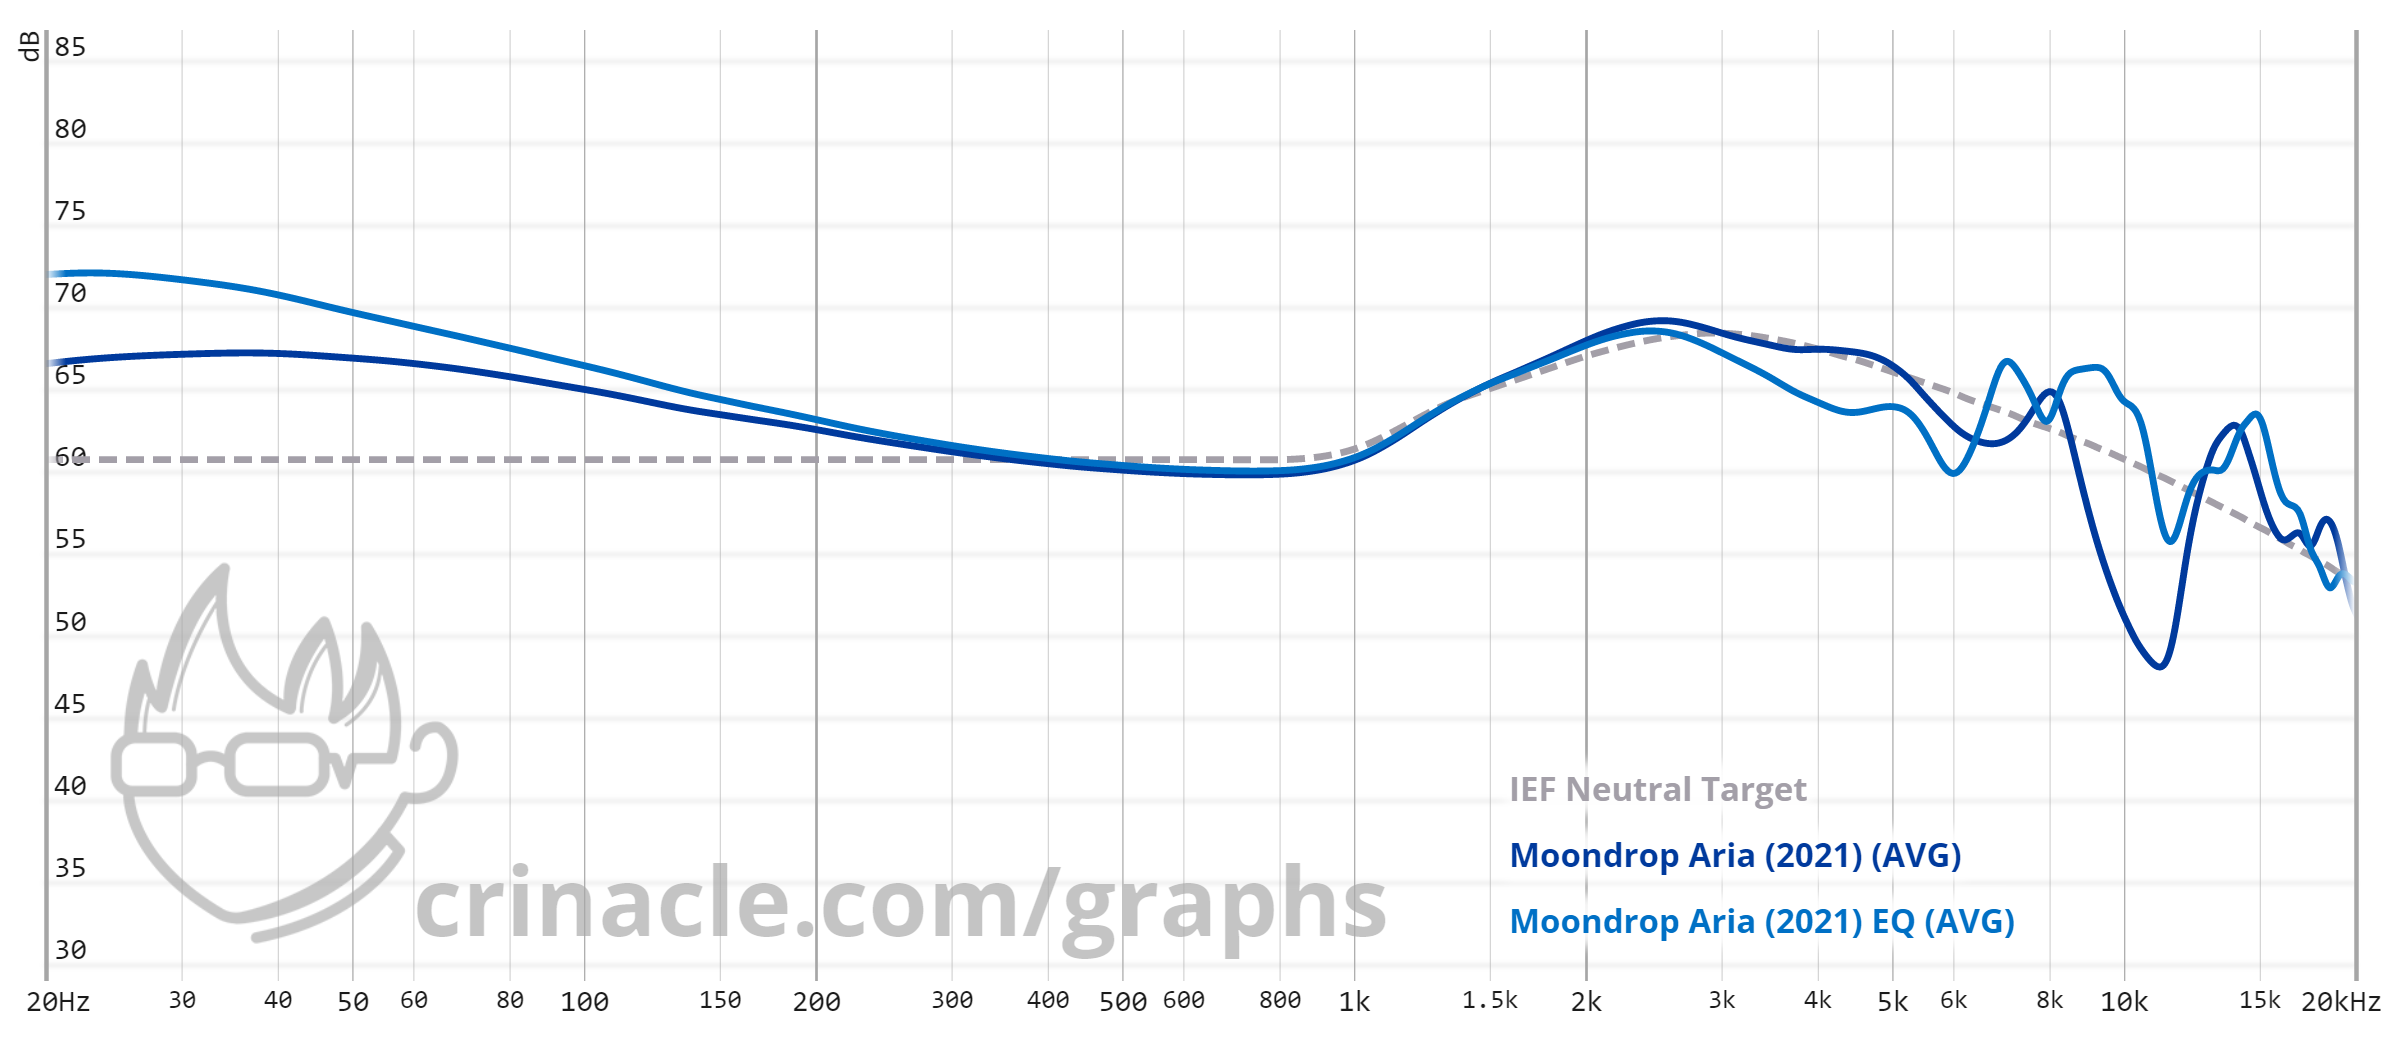 dB
85
80
75
70
65
60
55
50
45
40
35
30
IEF Neutral Target
Moondrop Aria (2021) (AVG)
Moondrop Aria (2021) EQ (AVG)
crinacle.com/graphs
20Hz 30 40 50 60 80 100 150 200 300 400 500 600 800 1k 1.5k 2k 3k 4k 5k 6k 8k 10k 15k 20kHz